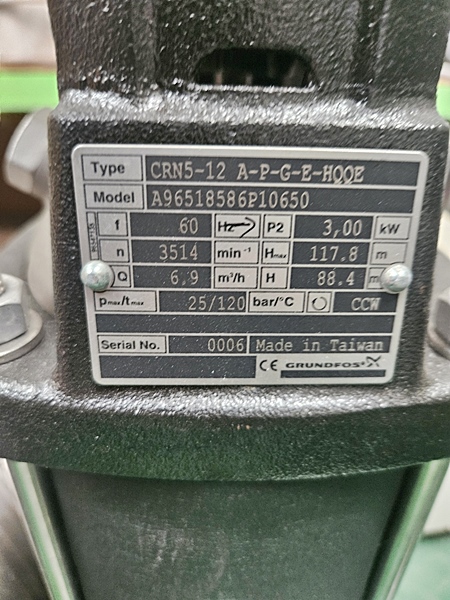 Type CRN5-12 A-P-G-E-HQQE
Model A96518586P10650
f 60 Hz P2 3,00 kW
n 3514 min⁻¹ Hmax 117.8 m
Q 6.9 m³/h H 88.4 m
pmax/tmax 25/120 bar/°C CCW
Serial No. 0006 Made in Taiwan
CE GRUNDFOS